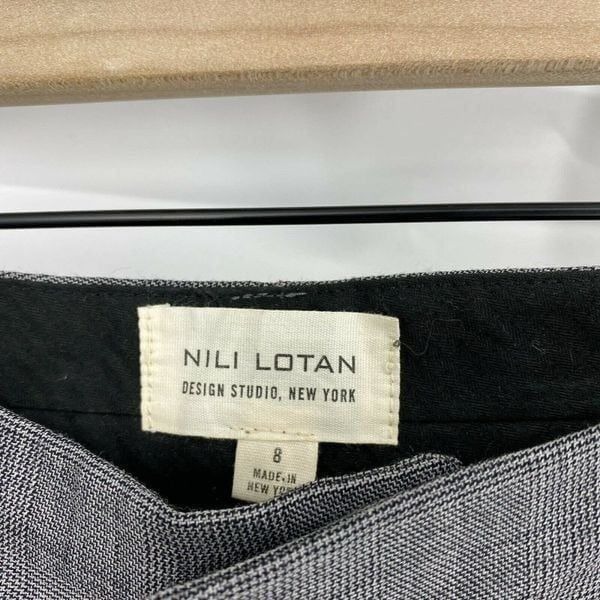 NILI LOTAN
DESIGN STUDIO, NEW YORK
8
MADE IN
NEW YORK